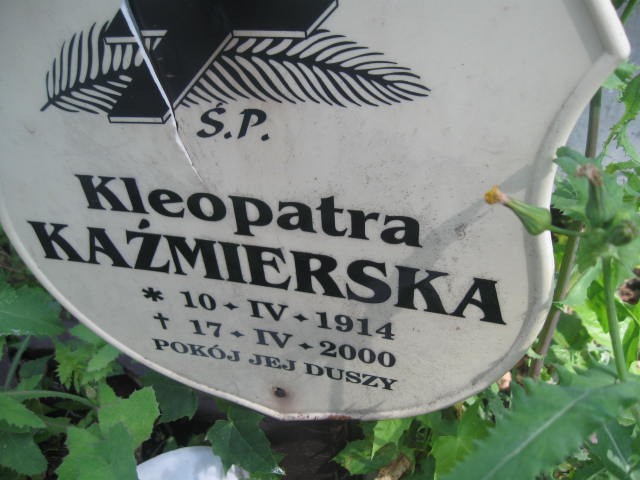 Ś.P.
Kleopatra
KAŹMIERSKA
* 10 ✦ IV ✦ 1914
✝ 17 ✦ IV ✦ 2000
POKÓJ JEJ DUSZY